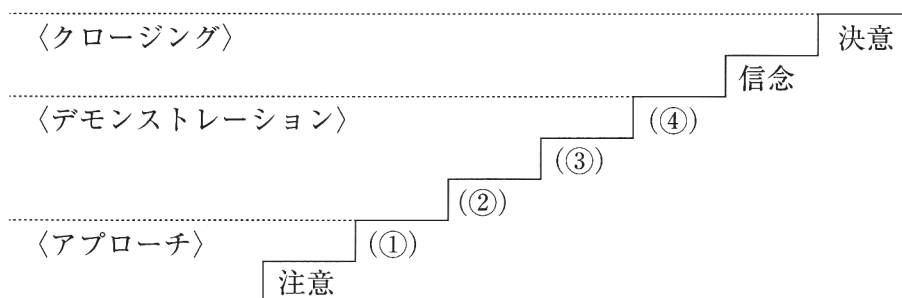 〈クロージング〉
決意
信念
〈デモンストレーション〉
(④)
(③)
(②)
〈アプローチ〉
(①)
注意